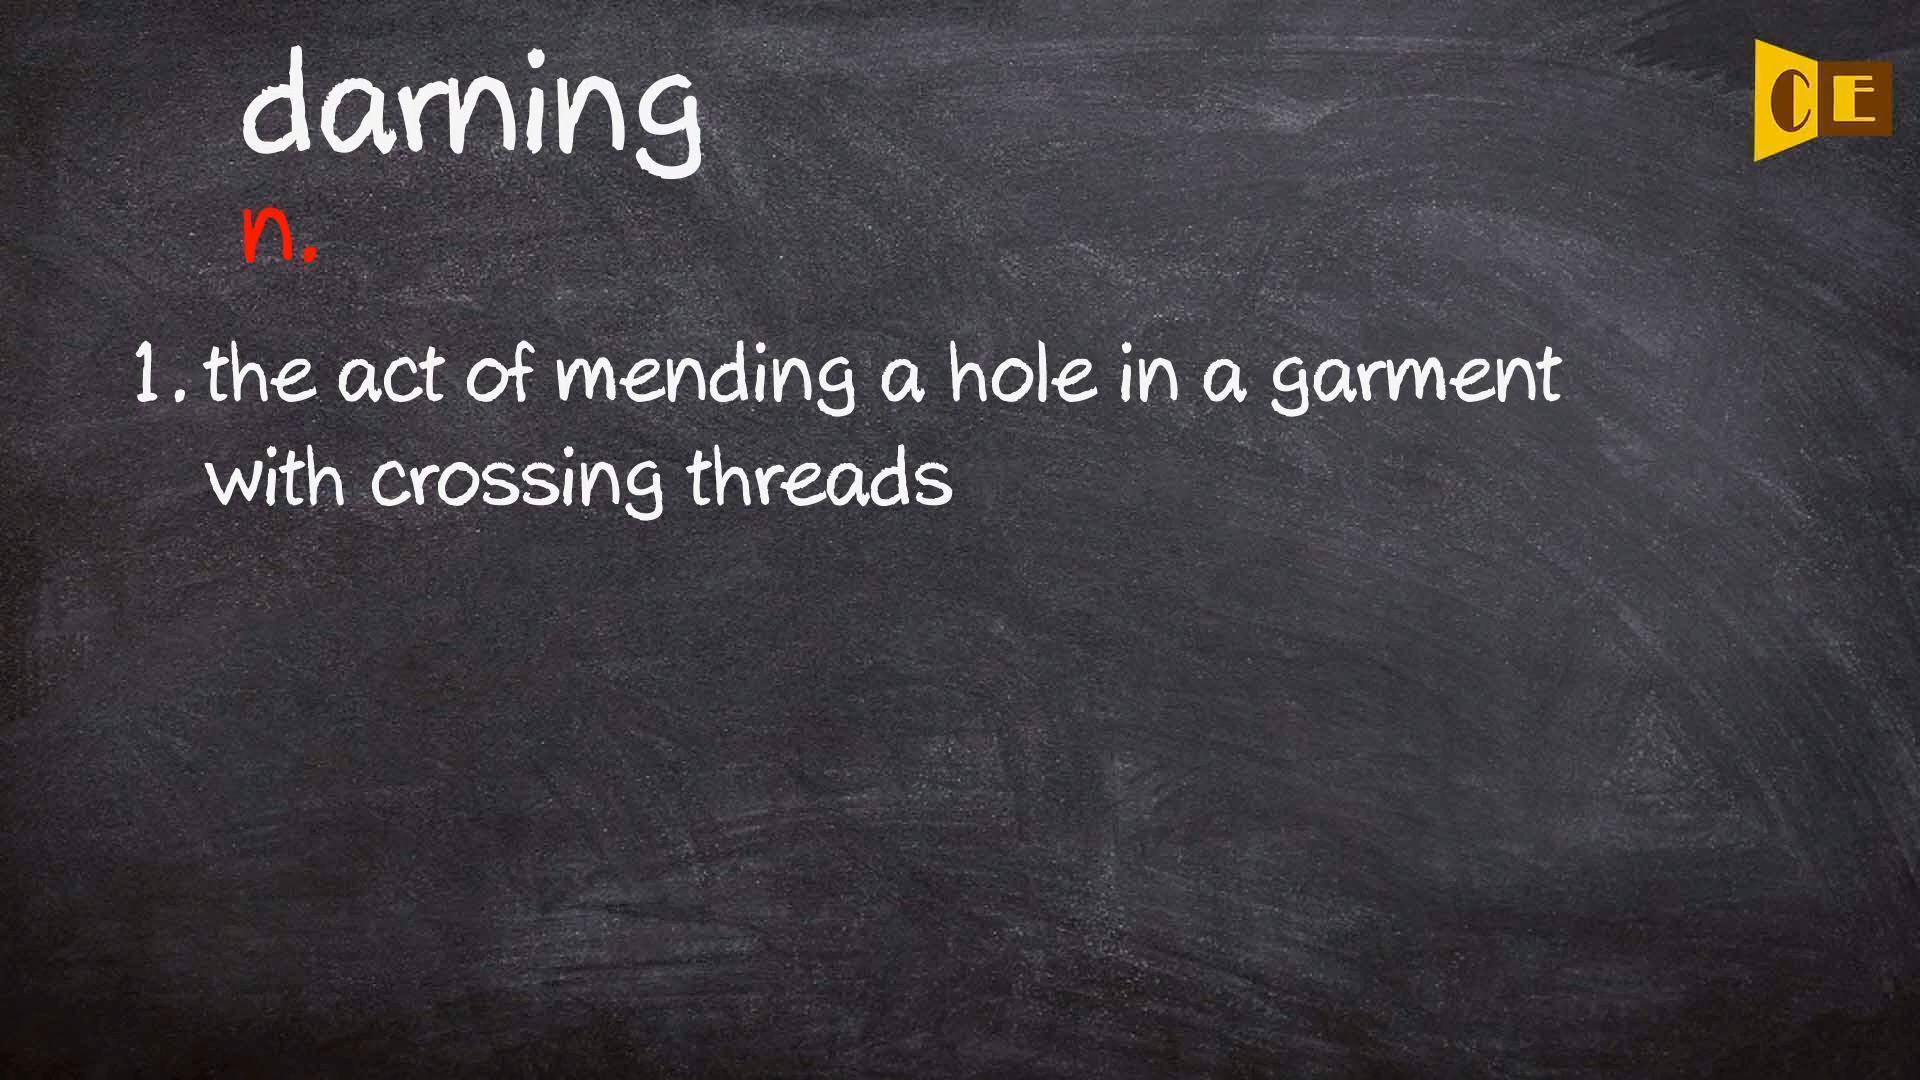 darning
CE
n.
1. the act of mending a hole in a garment
with crossing threads